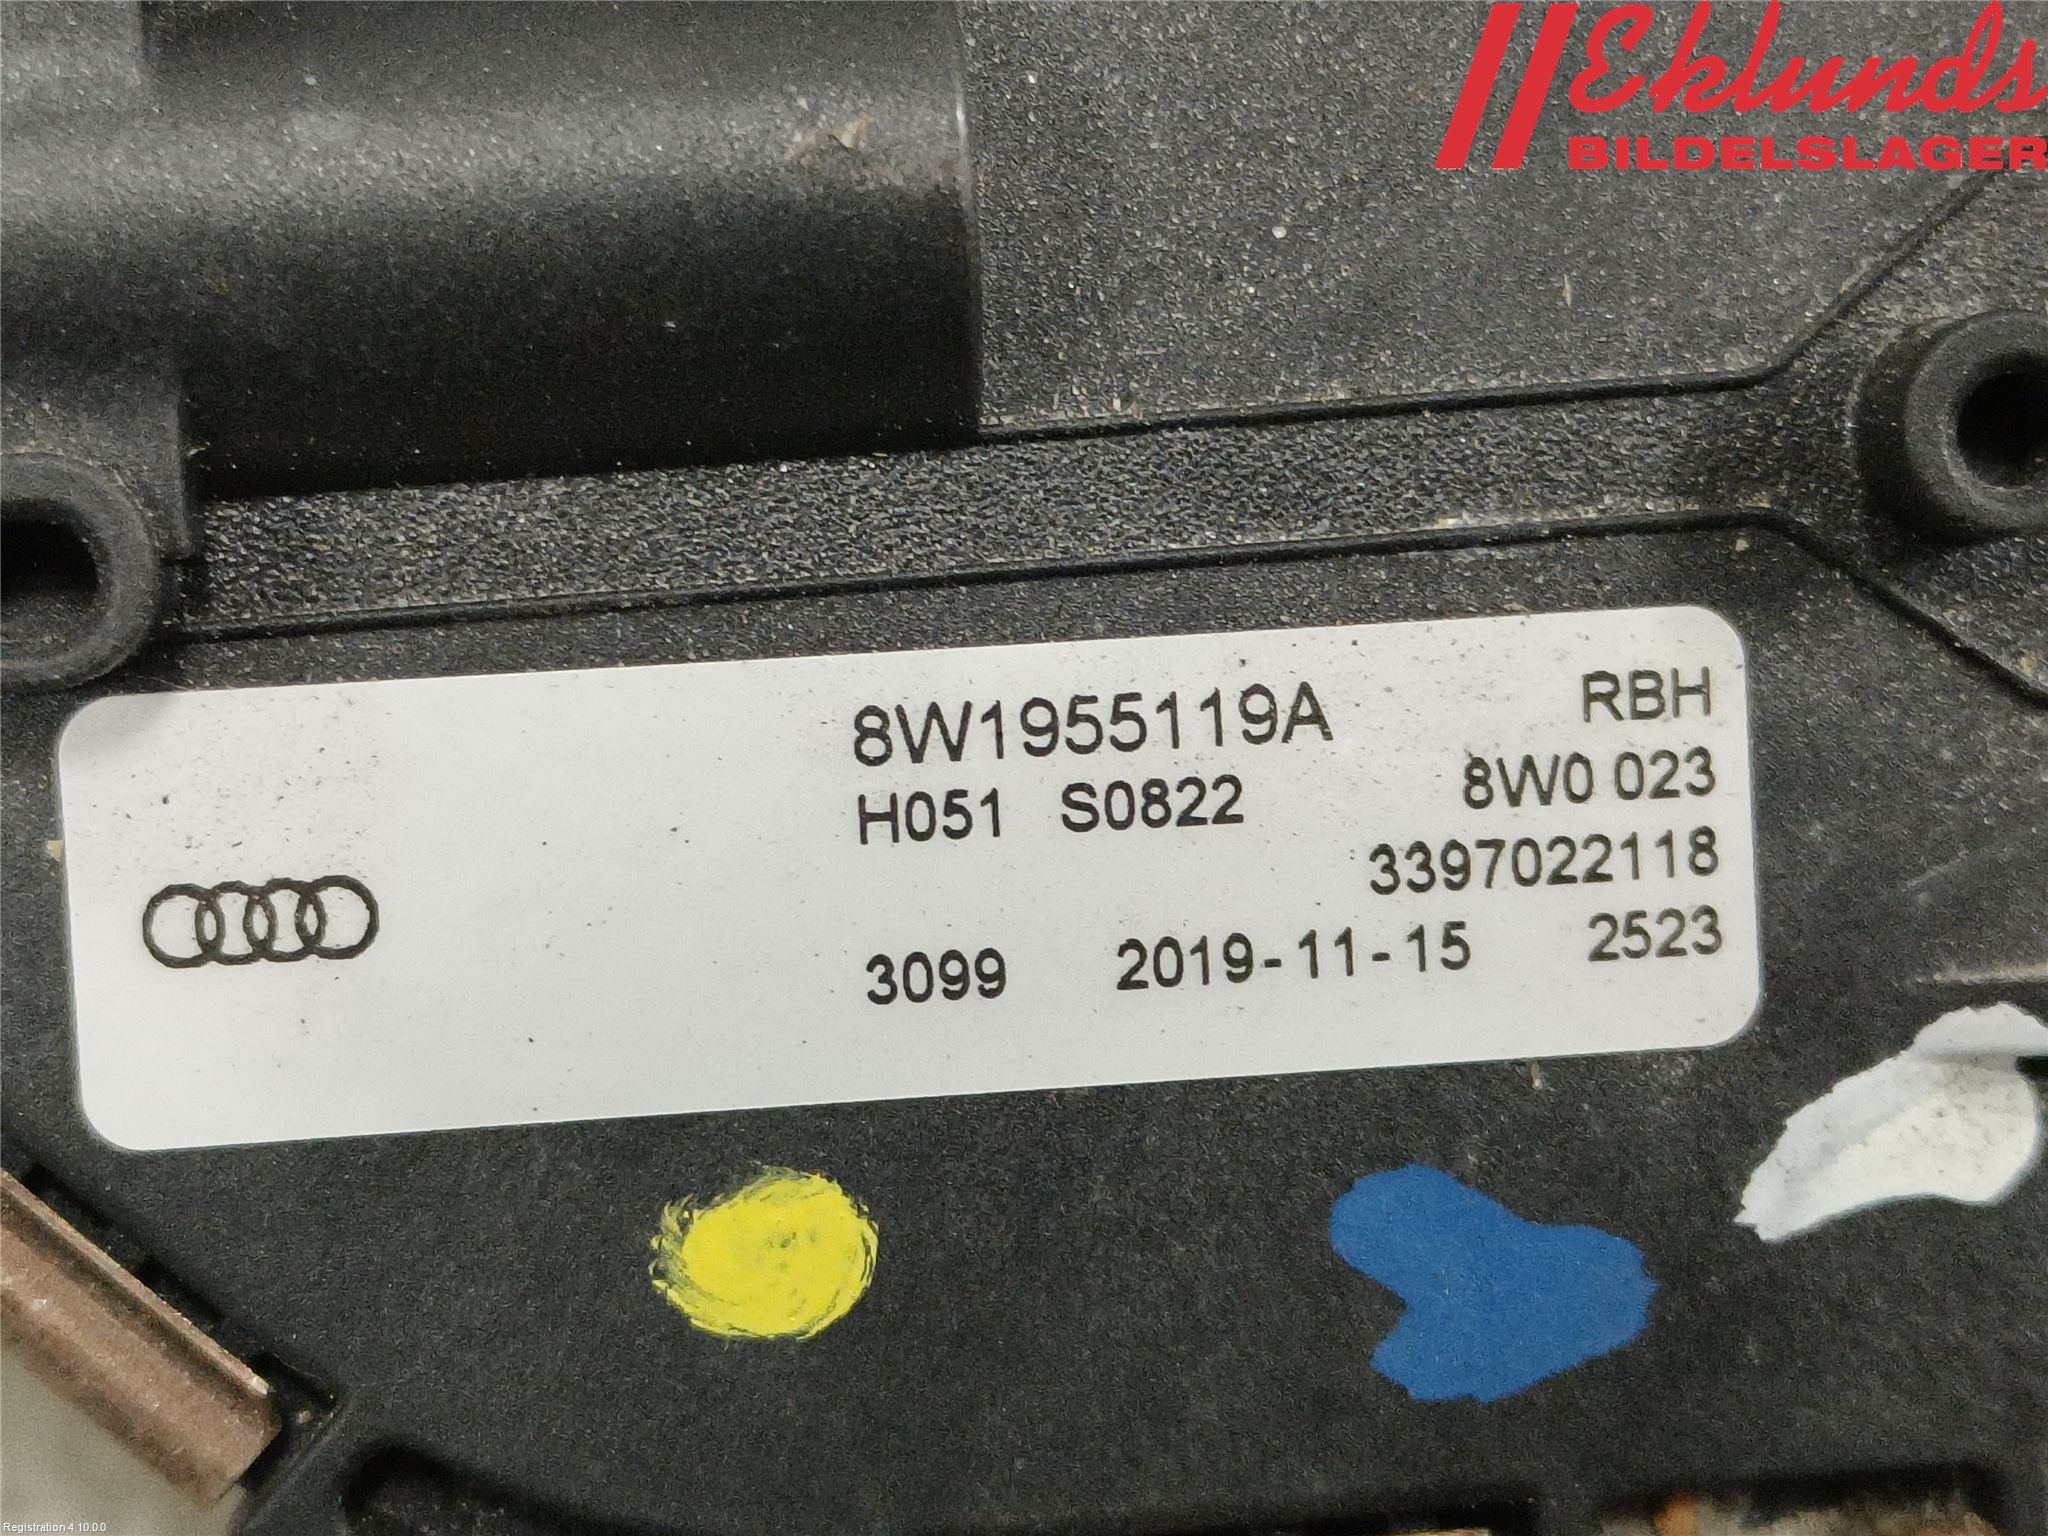 Eklunds
BILDELSLAGER
8W1955119A RBH
H051 S0822 8W0 023
3397022118
3099 2019-11-15 2523
Registration 4.10.0.0